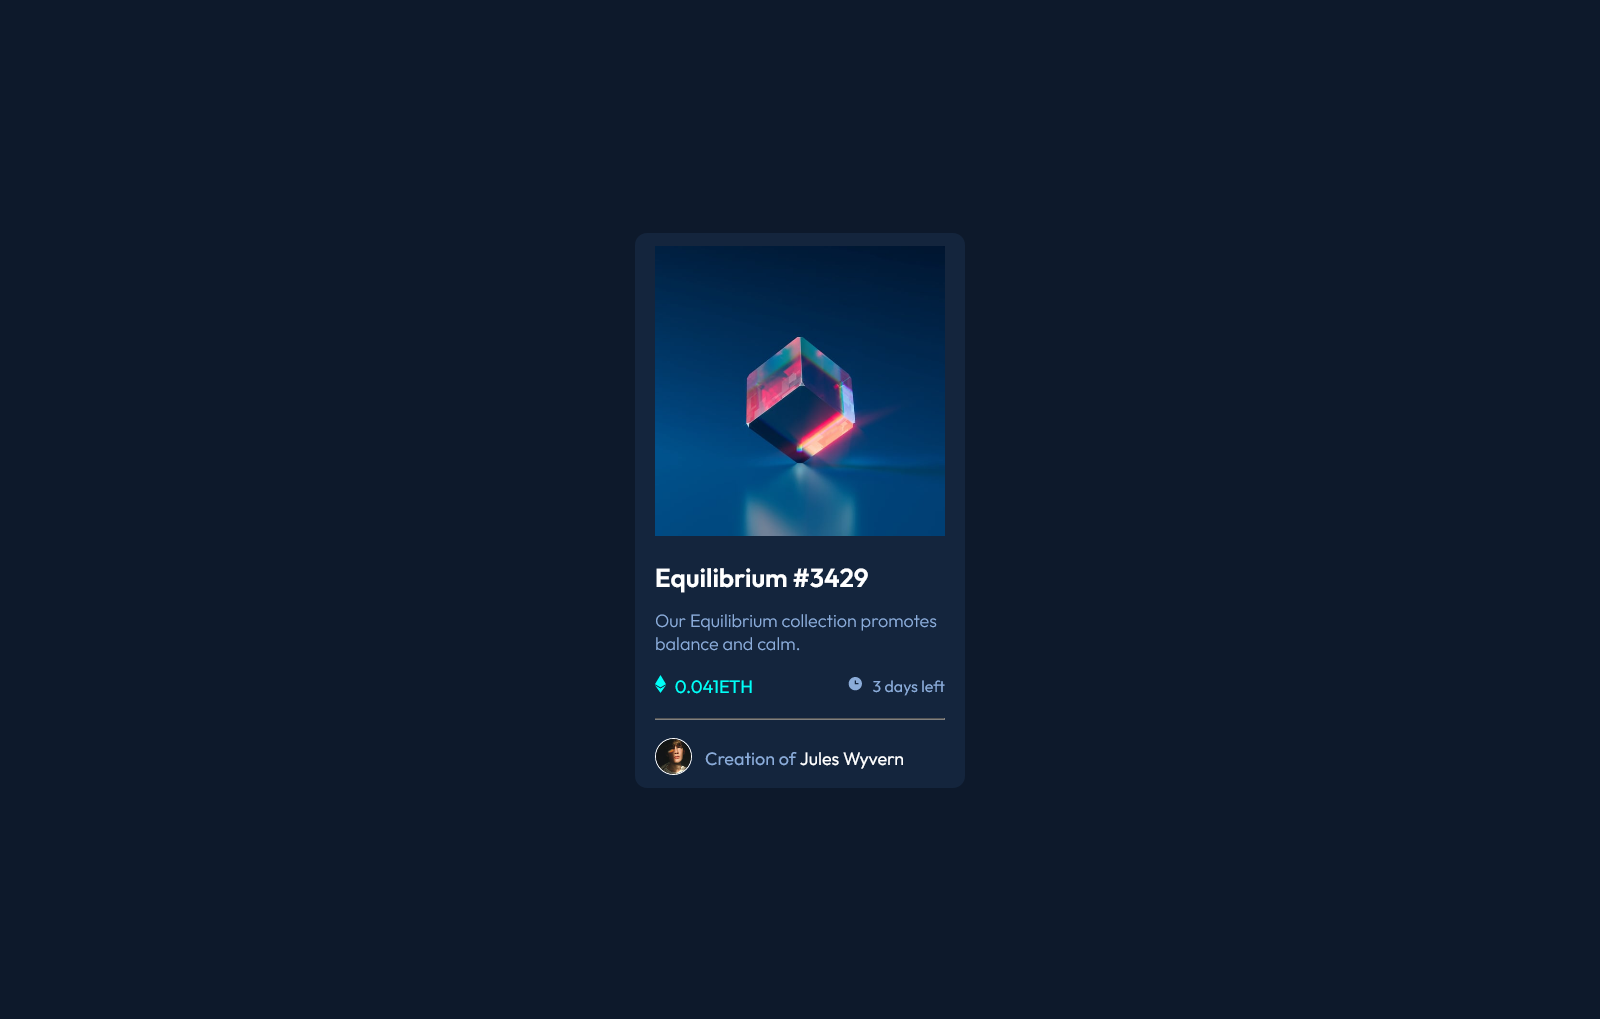 Equilibrium #3429
Our Equilibrium collection promotes
balance and calm.
0.041ETH 3 days left
Creation of Jules Wyvern